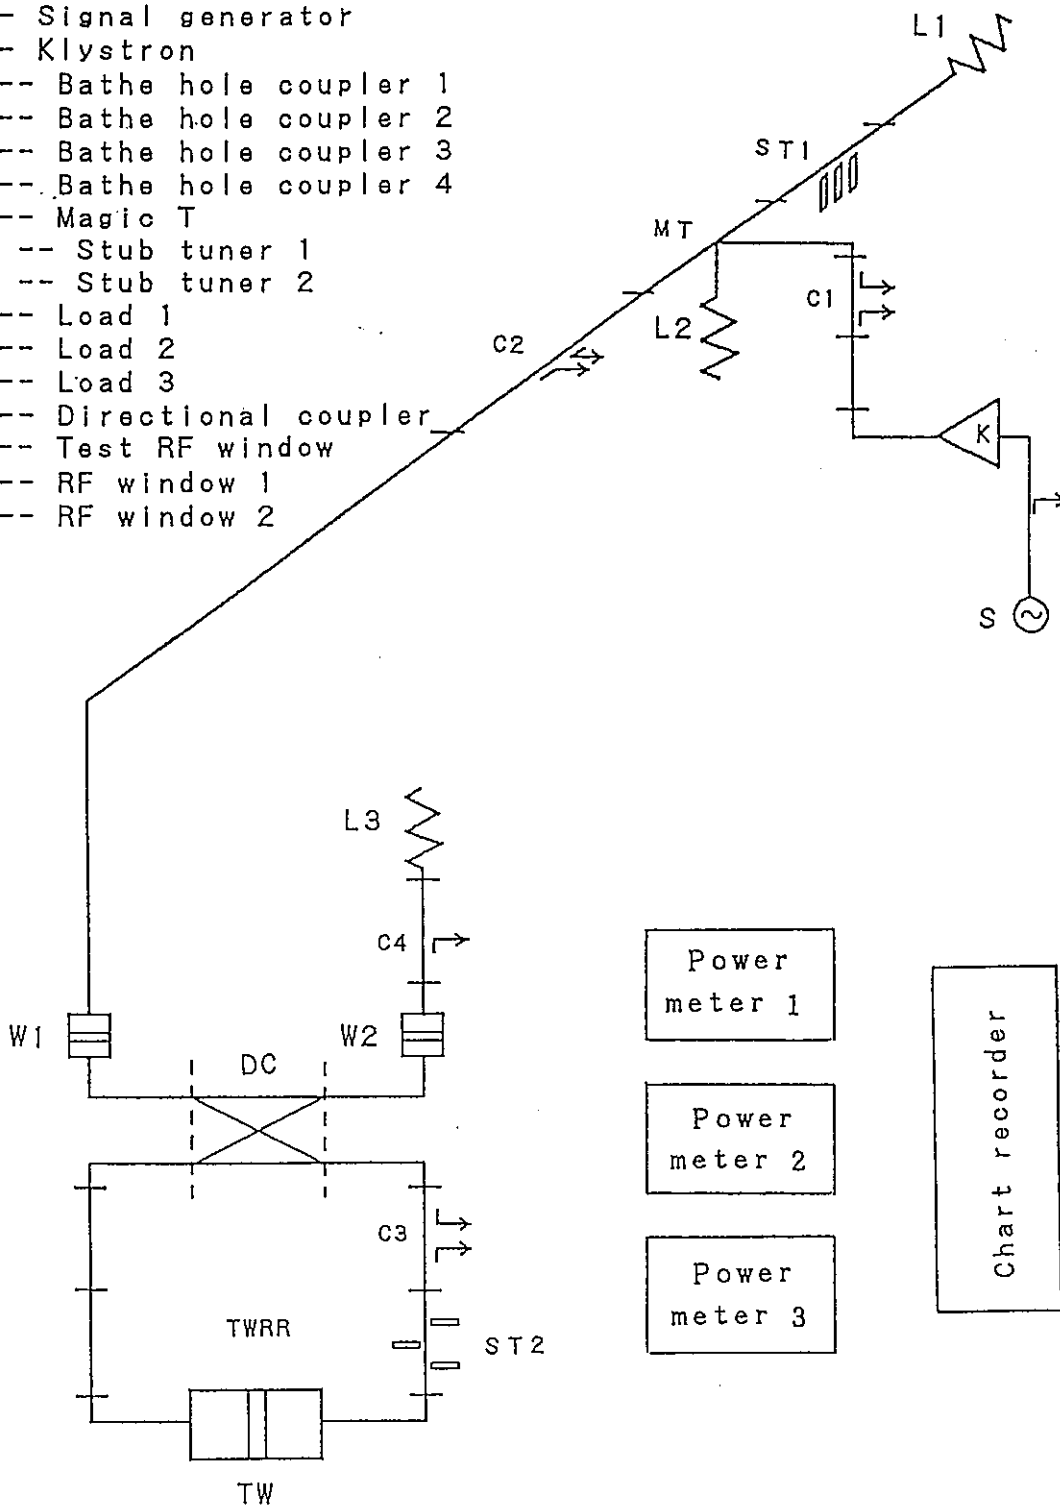 - Signal generator
- Klystron
-- Bathe hole coupler 1
-- Bathe hole coupler 2
-- Bathe hole coupler 3
-- Bathe hole coupler 4
-- Magic T
-- Stub tuner 1
-- Stub tuner 2
-- Load 1
-- Load 2
-- Load 3
-- Directional coupler
-- Test RF window
-- RF window 1
-- RF window 2
L1
ST1
MT
C1
L2
C2
K
S
L3
C4
W1
W2
DC
C3
TWRR
ST2
TW
Power
meter 1
Power
meter 2
Power
meter 3
Chart recorder